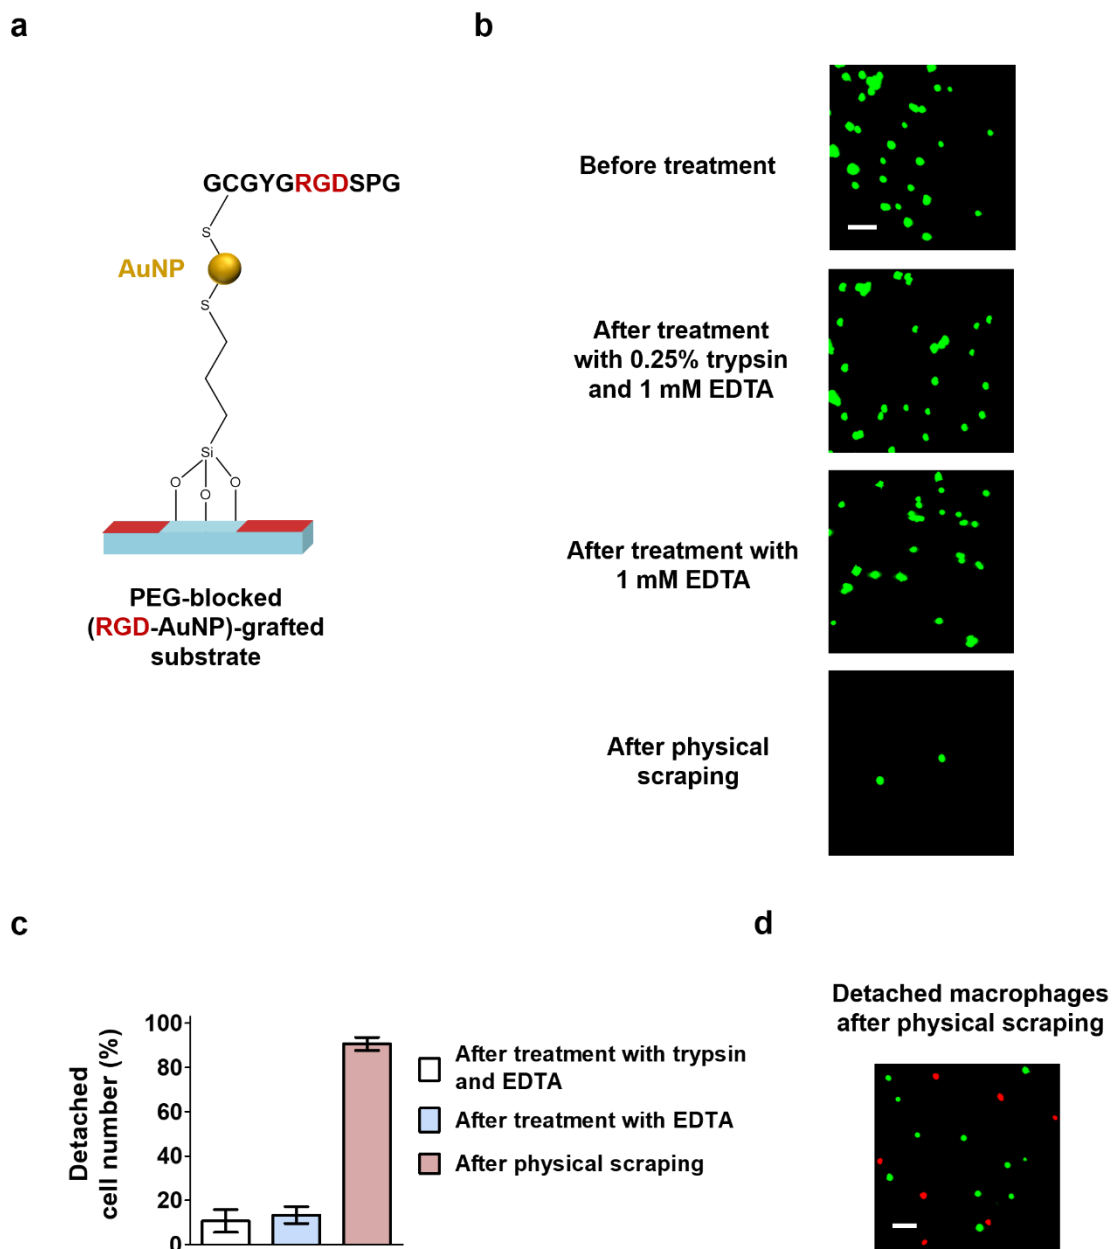 a
GCGYGRGDSPG
S
AuNP
S
Si
O
O
O
PEG-blocked
(RGD-AuNP)-grafted
substrate
b
Before treatment
After treatment
with 0.25% trypsin
and 1 mM EDTA
After treatment with
1 mM EDTA
After physical
scraping
c
Detached
cell number (%)
100
80
60
40
20
0
After treatment with trypsin
and EDTA
After treatment with EDTA
After physical scraping
d
Detached macrophages
after physical scraping